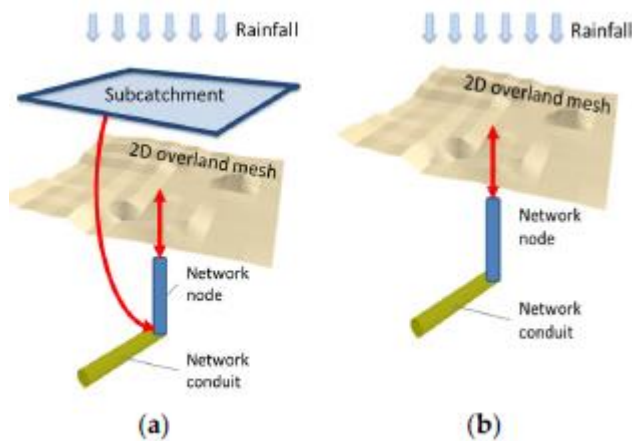 Rainfall
Subcatchment
2D overland mesh
Network
node
Network
conduit
(a)
Rainfall
2D overland mesh
Network
node
Network
conduit
(b)